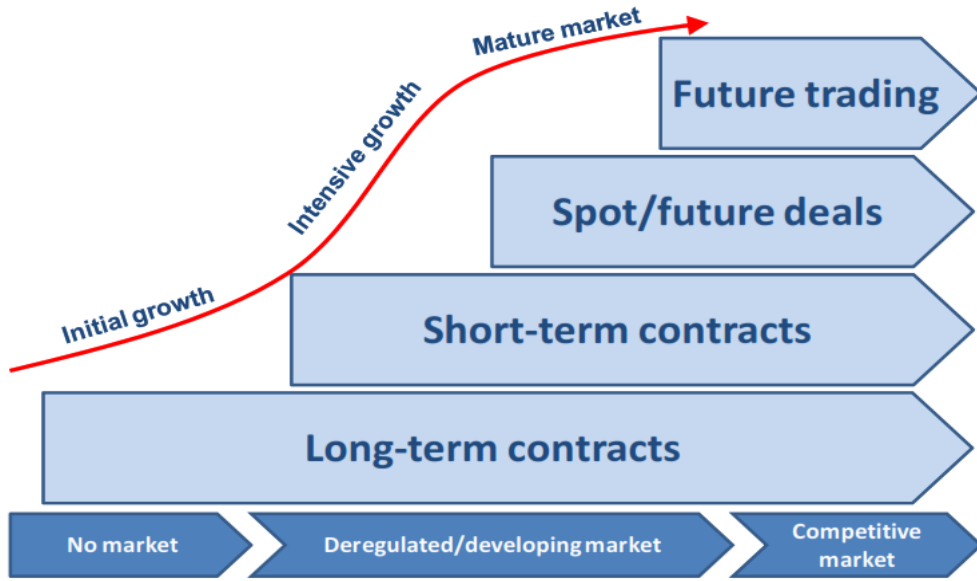 Mature market
Future trading
Intensive growth
Spot/future deals
Initial growth
Short-term contracts
Long-term contracts
No market
Deregulated/developing market
Competitive
market